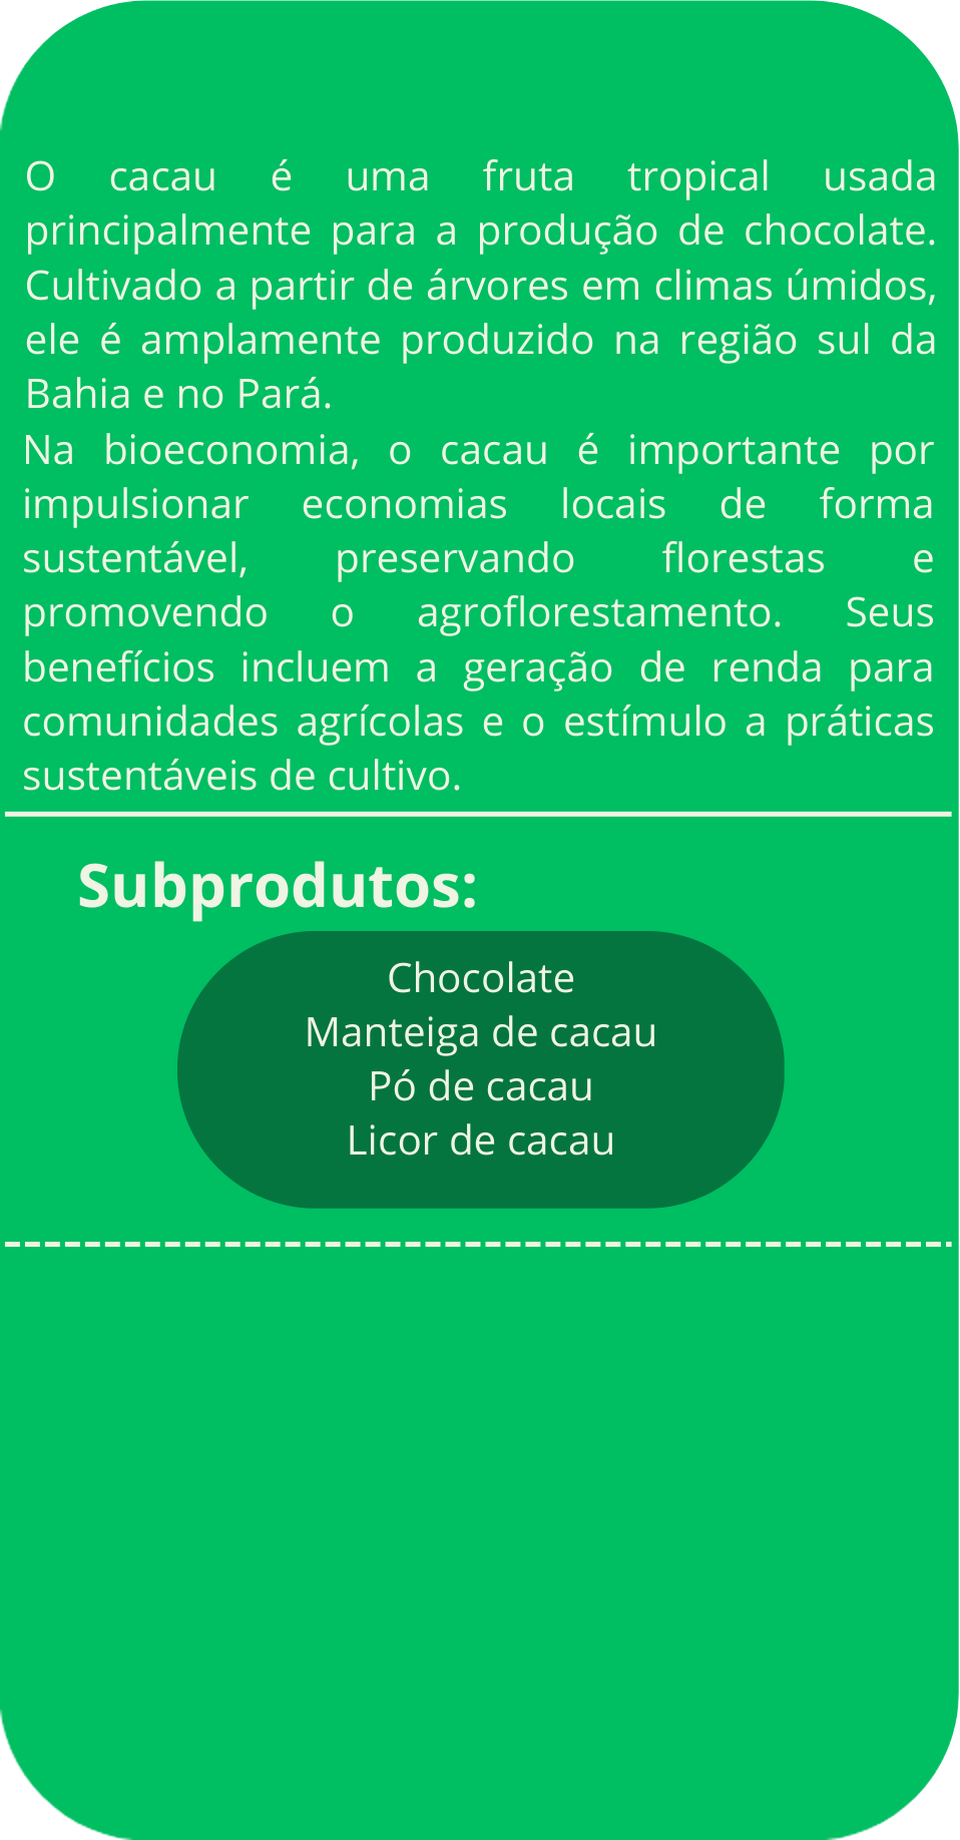 O cacau é uma fruta tropical usada
principalmente para a produção de chocolate.
Cultivado a partir de árvores em climas úmidos,
ele é amplamente produzido na região sul da
Bahia e no Pará.
Na bioeconomia, o cacau é importante por
impulsionar economias locais de forma
sustentável, preservando florestas e
promovendo o agroflorestamento. Seus
benefícios incluem a geração de renda para
comunidades agrícolas e o estímulo a práticas
sustentáveis de cultivo.
Subprodutos:
Chocolate
Manteiga de cacau
Pó de cacau
Licor de cacau